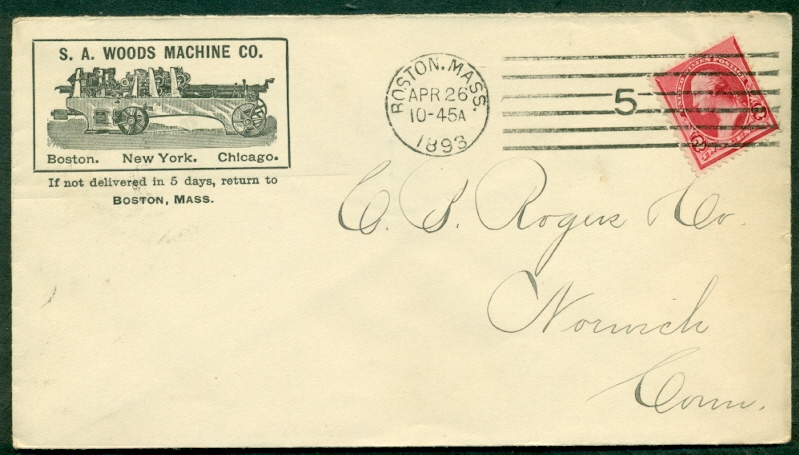 S. A. WOODS MACHINE CO.
Boston. New York. Chicago.
If not delivered in 5 days, return to
BOSTON, MASS.
BOSTON, MASS.
APR 26
10-45A
1893
5
C. S. Rogers & Co.
Norwich
Conn.